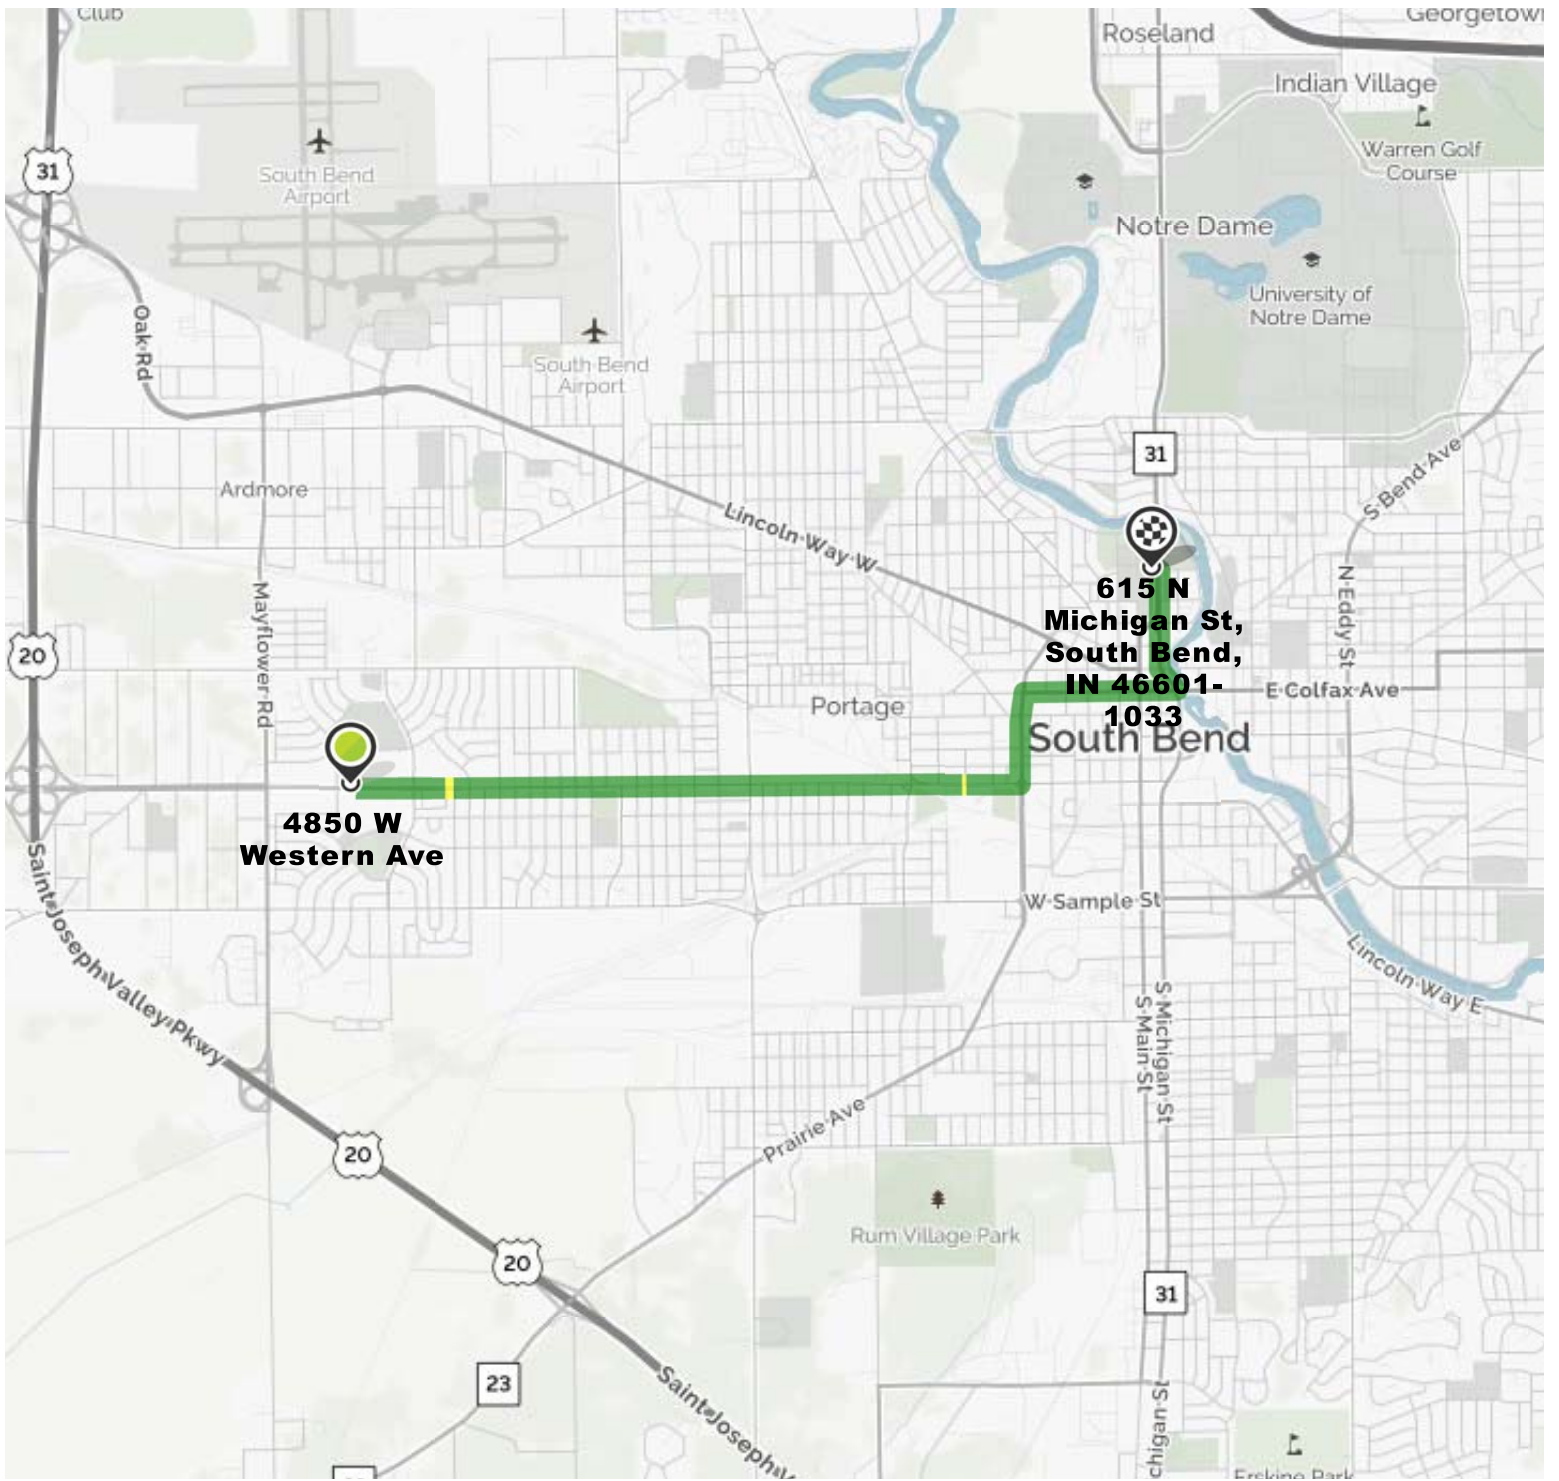 Club
Roseland
Georgetow
31
Indian Village
South Bend
Airport
Warren Golf
Course
Notre Dame
Oak Rd
University of
Notre Dame
South Bend
Airport
31
Ardmore
S Bend Ave
Lincoln Way W
Mayflower Rd
N Eddy St
615 N
Michigan St,
South Bend,
IN 46601-
1033
20
E Colfax Ave
Portage
South Bend
4850 W
Western Ave
Saint Joseph Valley Pkwy
W Sample St
Lincoln Way E
S Main St
S Michigan St
Prairie Ave
20
Rum Village Park
20
31
23
Saint Joseph V
chigan St
Erskine Park